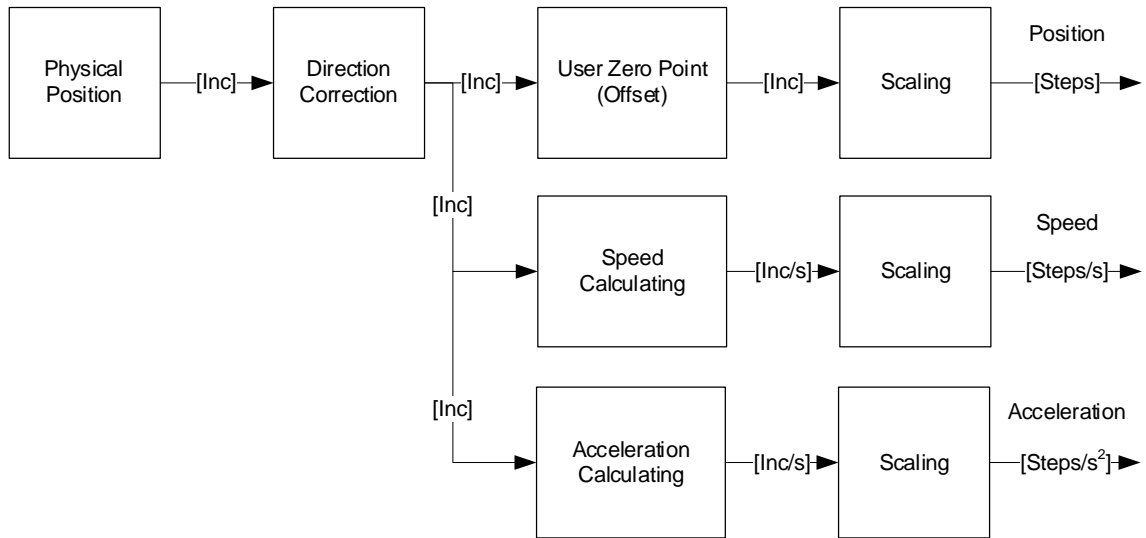 Physical
Position
[Inc]
Direction
Correction
[Inc]
User Zero Point
(Offset)
[Inc]
Scaling
Position
[Steps]
[Inc]
Speed
Calculating
[Inc/s]
Scaling
Speed
[Steps/s]
[Inc]
Acceleration
Calculating
[Inc/s]
Scaling
Acceleration
[Steps/s²]